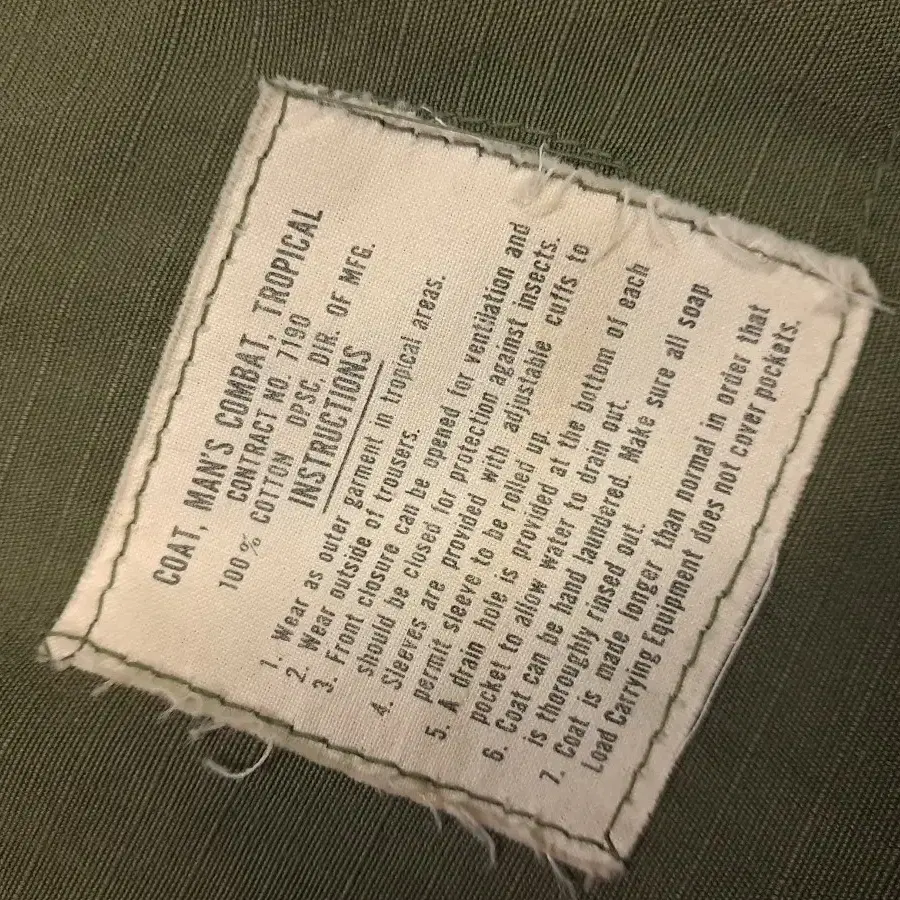 COAT, MAN'S COMBAT, TROPICAL
CONTRACT NO. 7190
100% COTTON DPSC, DIR. OF MFG.
INSTRUCTIONS
1. Wear as outer garment in tropical areas.
2. Wear outside of trousers.
3. Front closure can be opened for ventilation and
should be closed for protection against insects.
4. Sleeves are provided with adjustable cuffs to
permit sleeve to be rolled up.
5. A drain hole is provided at the bottom of each
pocket to allow water to drain out.
6. Coat can be hand laundered. Make sure all soap
is thoroughly rinsed out.
7. Coat is made longer than normal in order that
Load Carrying Equipment does not cover pockets.